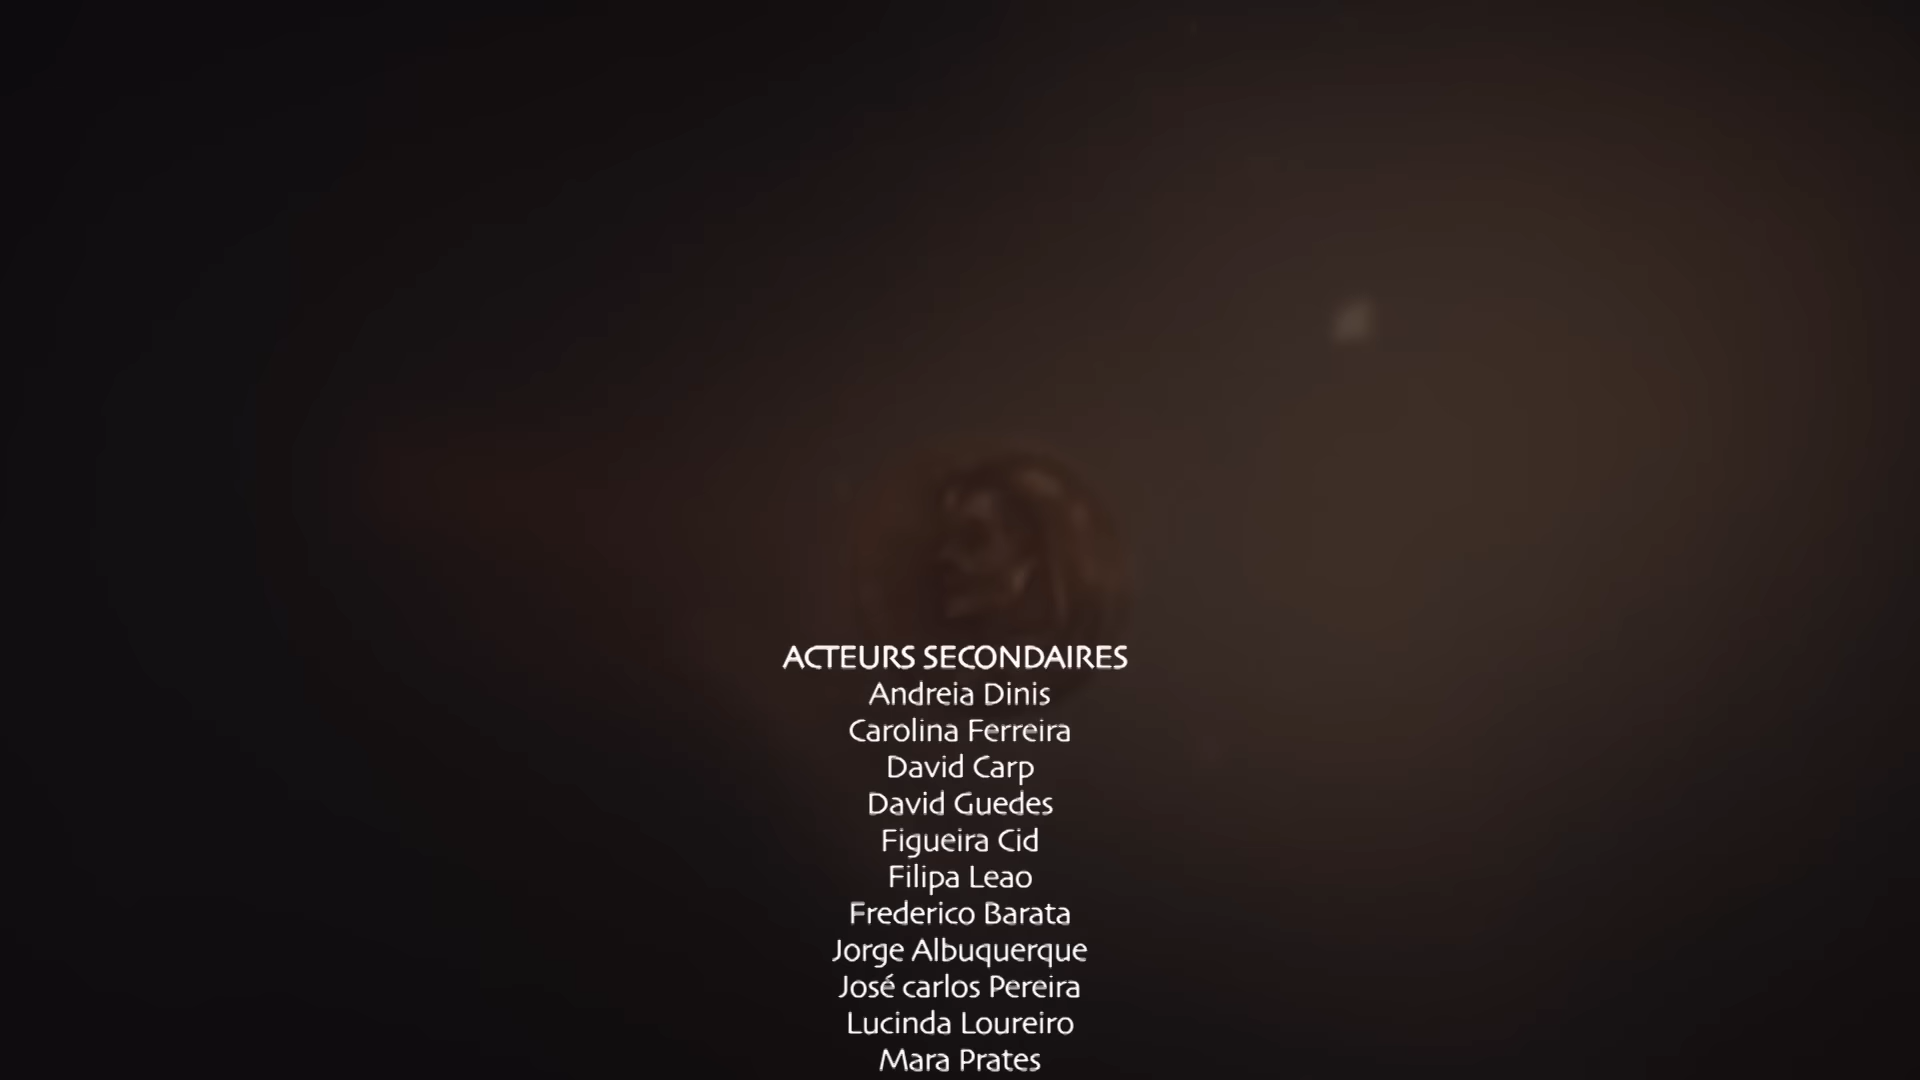 ACTEURS SECONDAIRES
Andreia Dinis
Carolina Ferreira
David Carp
David Guedes
Figueira Cid
Filipa Leao
Frederico Barata
Jorge Albuquerque
José carlos Pereira
Lucinda Loureiro
Mara Prates